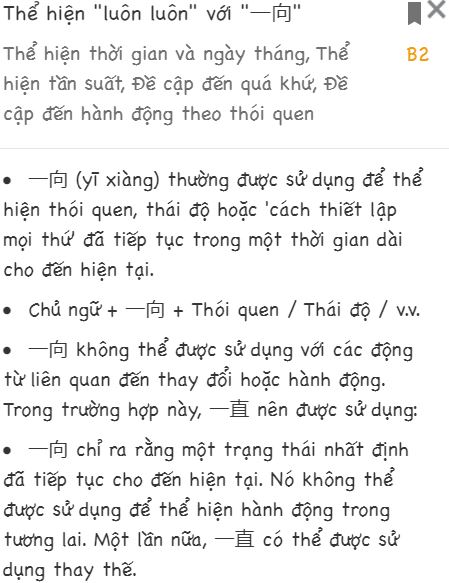 Thể hiện "luôn luôn" với "一向"
Thể hiện thời gian và ngày tháng, Thể
B2
hiện tần suất, Đề cập đến quá khứ, Đề
cập đến hành động theo thói quen
• 一向 (yī xiàng) thường được sử dụng để thể
hiện thói quen, thái độ hoặc 'cách thiết lập
mọi thứ' đã tiếp tục trong một thời gian dài
cho đến hiện tại.
• Chủ ngữ + 一向 + Thói quen / Thái độ / v.v.
• 一向 không thể được sử dụng với các động
từ liên quan đến thay đổi hoặc hành động.
Trong trường hợp này, 一直 nên được sử dụng:
• 一向 chỉ ra rằng một trạng thái nhất định
đã tiếp tục cho đến hiện tại. Nó không thể
được sử dụng để thể hiện hành động trong
tương lai. Một lần nữa, 一直 có thể được sử
dụng thay thế.